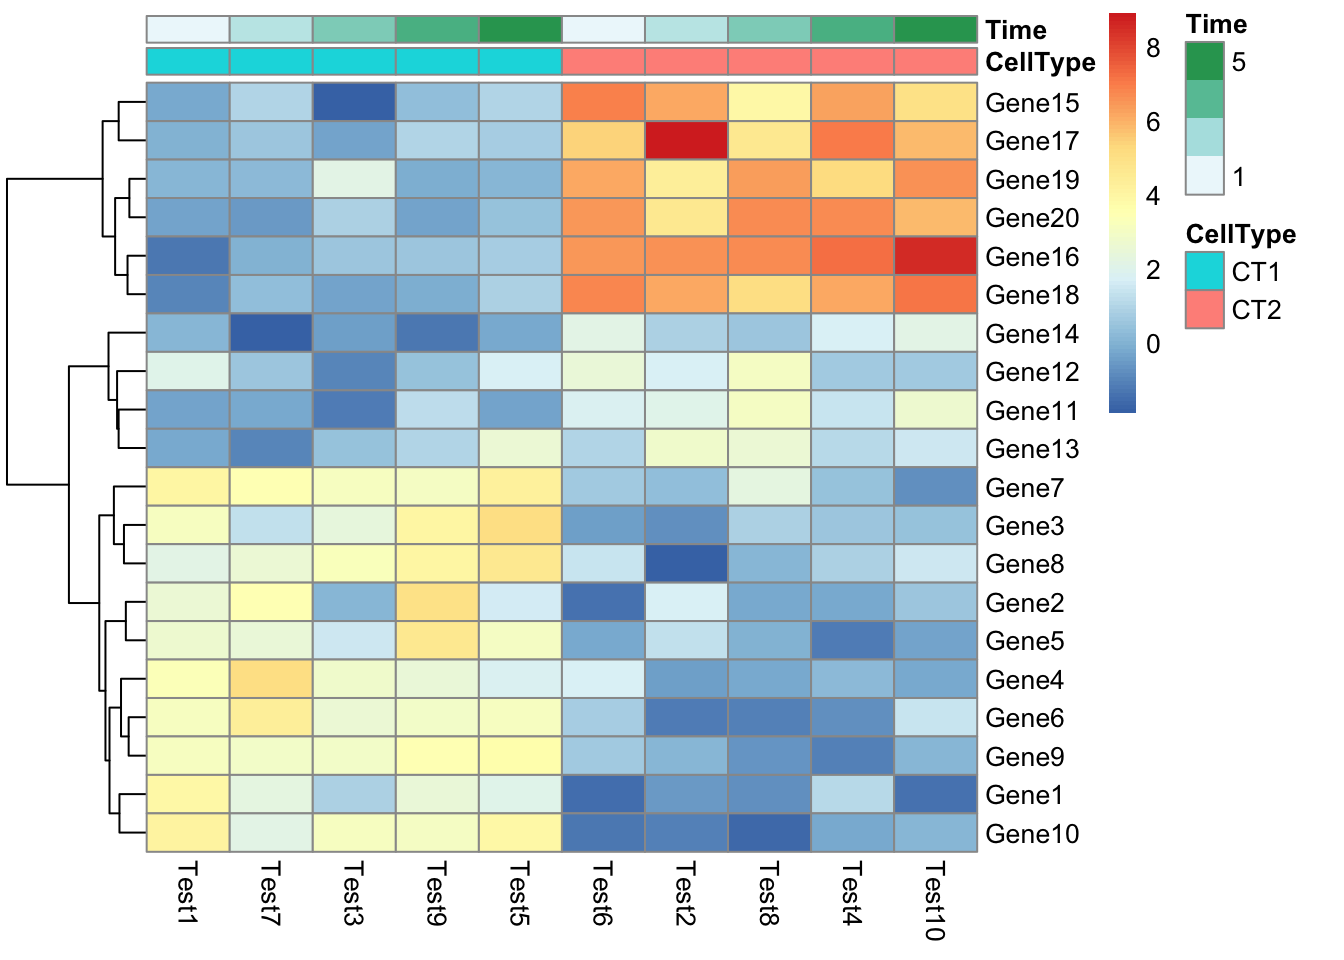 Time
CellType
Gene15
Gene17
Gene19
Gene20
Gene16
Gene18
Gene14
Gene12
Gene11
Gene13
Gene7
Gene3
Gene8
Gene2
Gene5
Gene4
Gene6
Gene9
Gene1
Gene10
Test1
Test7
Test3
Test9
Test5
Test6
Test2
Test8
Test4
Test10
8
6
4
2
0
Time
5
1
CellType
CT1
CT2